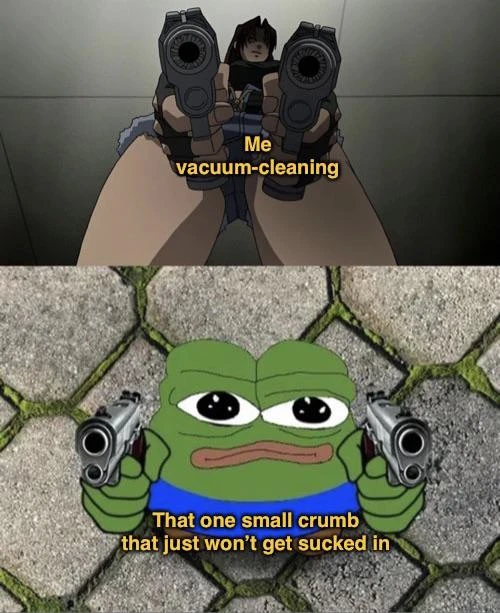 Me
vacuum-cleaning
That one small crumb
that just won't get sucked in